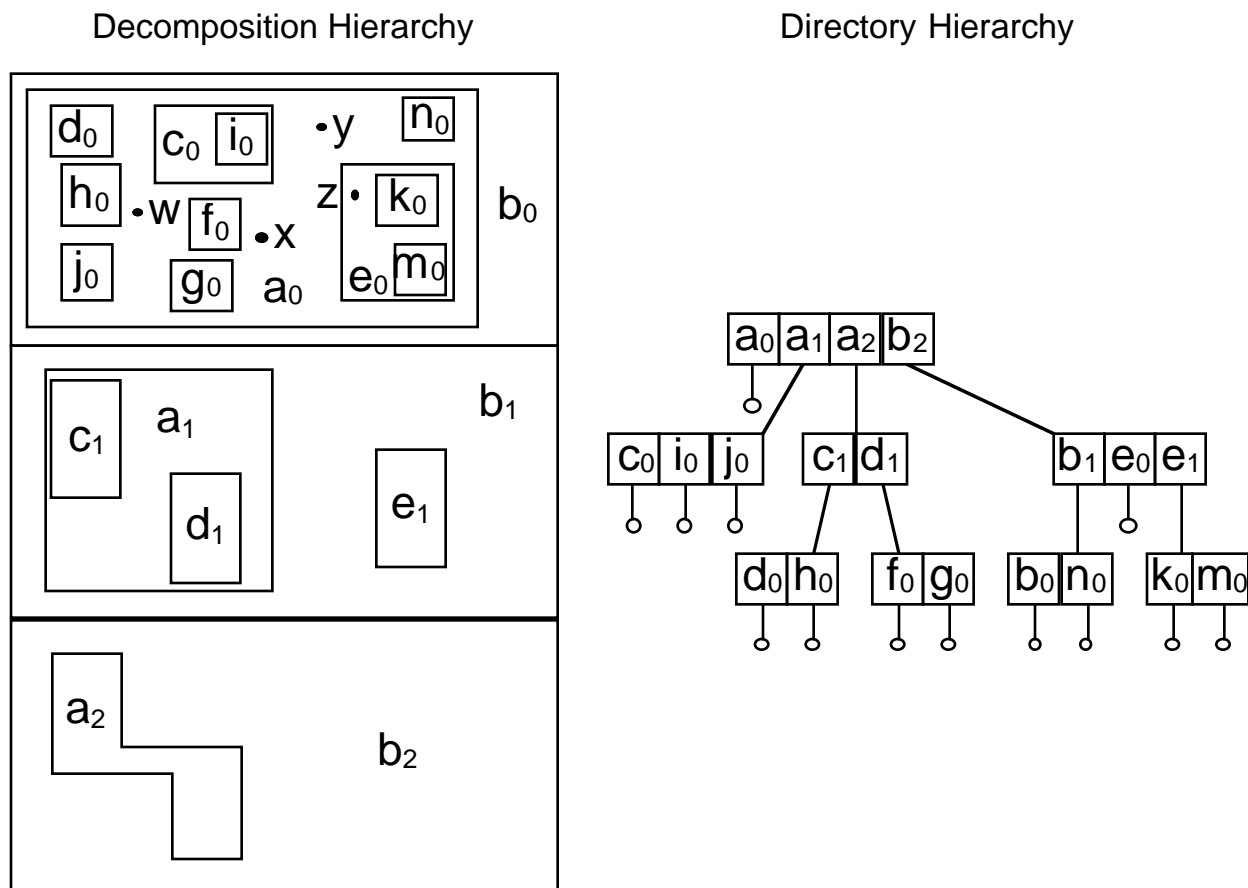 Decomposition Hierarchy
Directory Hierarchy
d0
c0 i0
y
n0
h0
w
f0
x
z
k0
b0
j0
g0
a0
e0 m0
c1
a1
b1
d1
e1
a2
b2
a0 a1 a2 b2
c0 i0 j0
c1 d1
b1 e0 e1
d0 h0
f0 g0
b0 n0
k0 m0